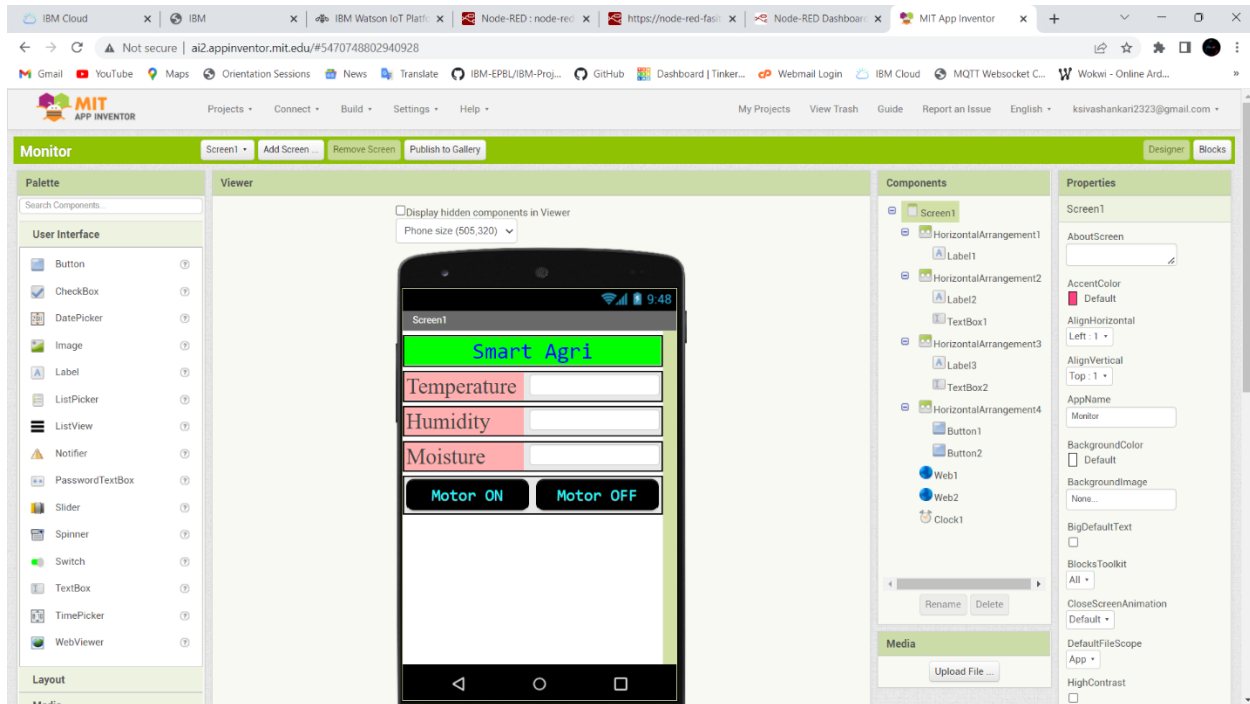 IBM Cloud
IBM
IBM Watson IoT Platfo
Node-RED : node-red
https://node-red-fasit
Node-RED Dashboard
MIT App Inventor
Not secure | ai2.appinventor.mit.edu/#5470748802940928
Gmail YouTube Maps Orientation Sessions News Translate IBM-EPBL/IBM-Proj... GitHub Dashboard | Tinker... Webmail Login IBM Cloud MQTT Websocket C... Wokwi - Online Ard... »
MIT
APP INVENTOR
Projects Connect Build Settings Help My Projects View Trash Guide Report an Issue English ksivashankari2323@gmail.com
Monitor Screen1 Add Screen ... Remove Screen Publish to Gallery Designer Blocks
Palette
Search Components...
User Interface
Button
CheckBox
DatePicker
Image
Label
ListPicker
ListView
Notifier
PasswordTextBox
Slider
Spinner
Switch
TextBox
TimePicker
WebViewer
Layout
Media
Viewer
Display hidden components in Viewer
Phone size (505,320)
9:48
Screen1
Smart Agri
Temperature
Humidity
Moisture
Motor ON Motor OFF
Components
Screen1
HorizontalArrangement1
Label1
HorizontalArrangement2
Label2
TextBox1
HorizontalArrangement3
Label3
TextBox2
HorizontalArrangement4
Button1
Button2
Web1
Web2
Clock1
Rename Delete
Media
Upload File ...
Properties
Screen1
AboutScreen
AccentColor
Default
AlignHorizontal
Left : 1
AlignVertical
Top : 1
AppName
Monitor
BackgroundColor
Default
BackgroundImage
None...
BigDefaultText
BlocksToolkit
All
CloseScreenAnimation
Default
DefaultFileScope
App
HighContrast